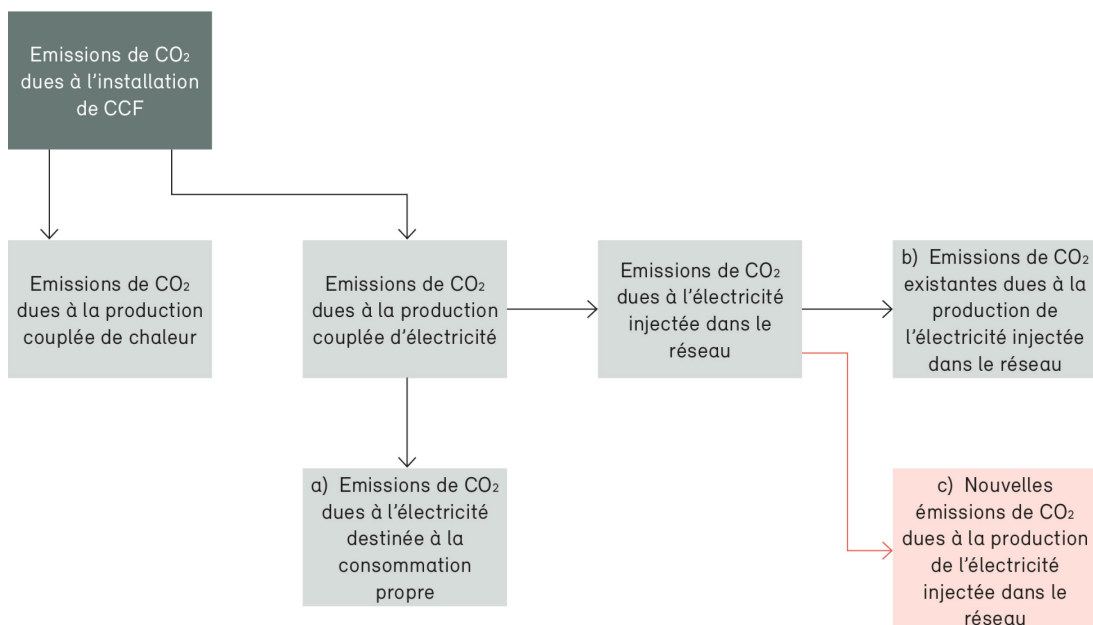 Emissions de CO₂
dues à l'installation
de CCF
Emissions de CO₂
dues à la production
couplée de chaleur
Emissions de CO₂
dues à la production
couplée d'électricité
Emissions de CO₂
dues à l'électricité
injectée dans le
réseau
b) Emissions de CO₂
existantes dues à la
production de
l'électricité injectée
dans le réseau
a) Emissions de CO₂
dues à l'électricité
destinée à la
consommation
propre
c) Nouvelles
émissions de CO₂
dues à la production
de l'électricité
injectée dans le
réseau